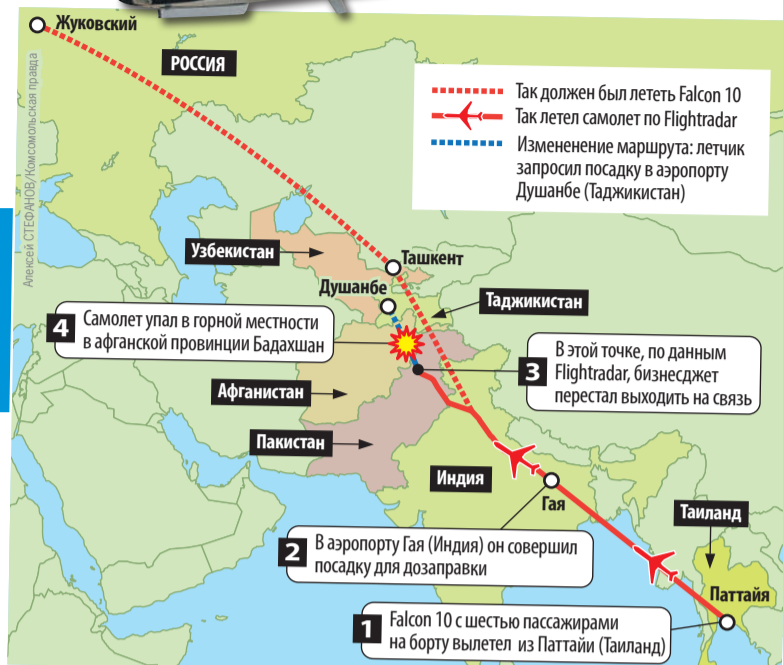 Жуковский
РОССИЯ
Так должен был лететь Falcon 10
Так летел самолет по Flightradar
Измененение маршрута: летчик
запросил посадку в аэропорту
Душанбе (Таджикистан)
Алексей СТЕФАНОВ/Комсомольская правда
Узбекистан
Ташкент
Душанбе
Таджикистан
4 Самолет упал в горной местности
в афганской провинции Бадахшан
3 В этой точке, по данным
Flightradar, бизнесджет
перестал выходить на связь
Афганистан
Пакистан
ИНДИЯ
Гая
Таиланд
2 В аэропорту Гая (Индия) он совершил
посадку для дозаправки
Паттайя
1 Falcon 10 с шестью пассажирами
на борту вылетел из Паттайи (Таиланд)